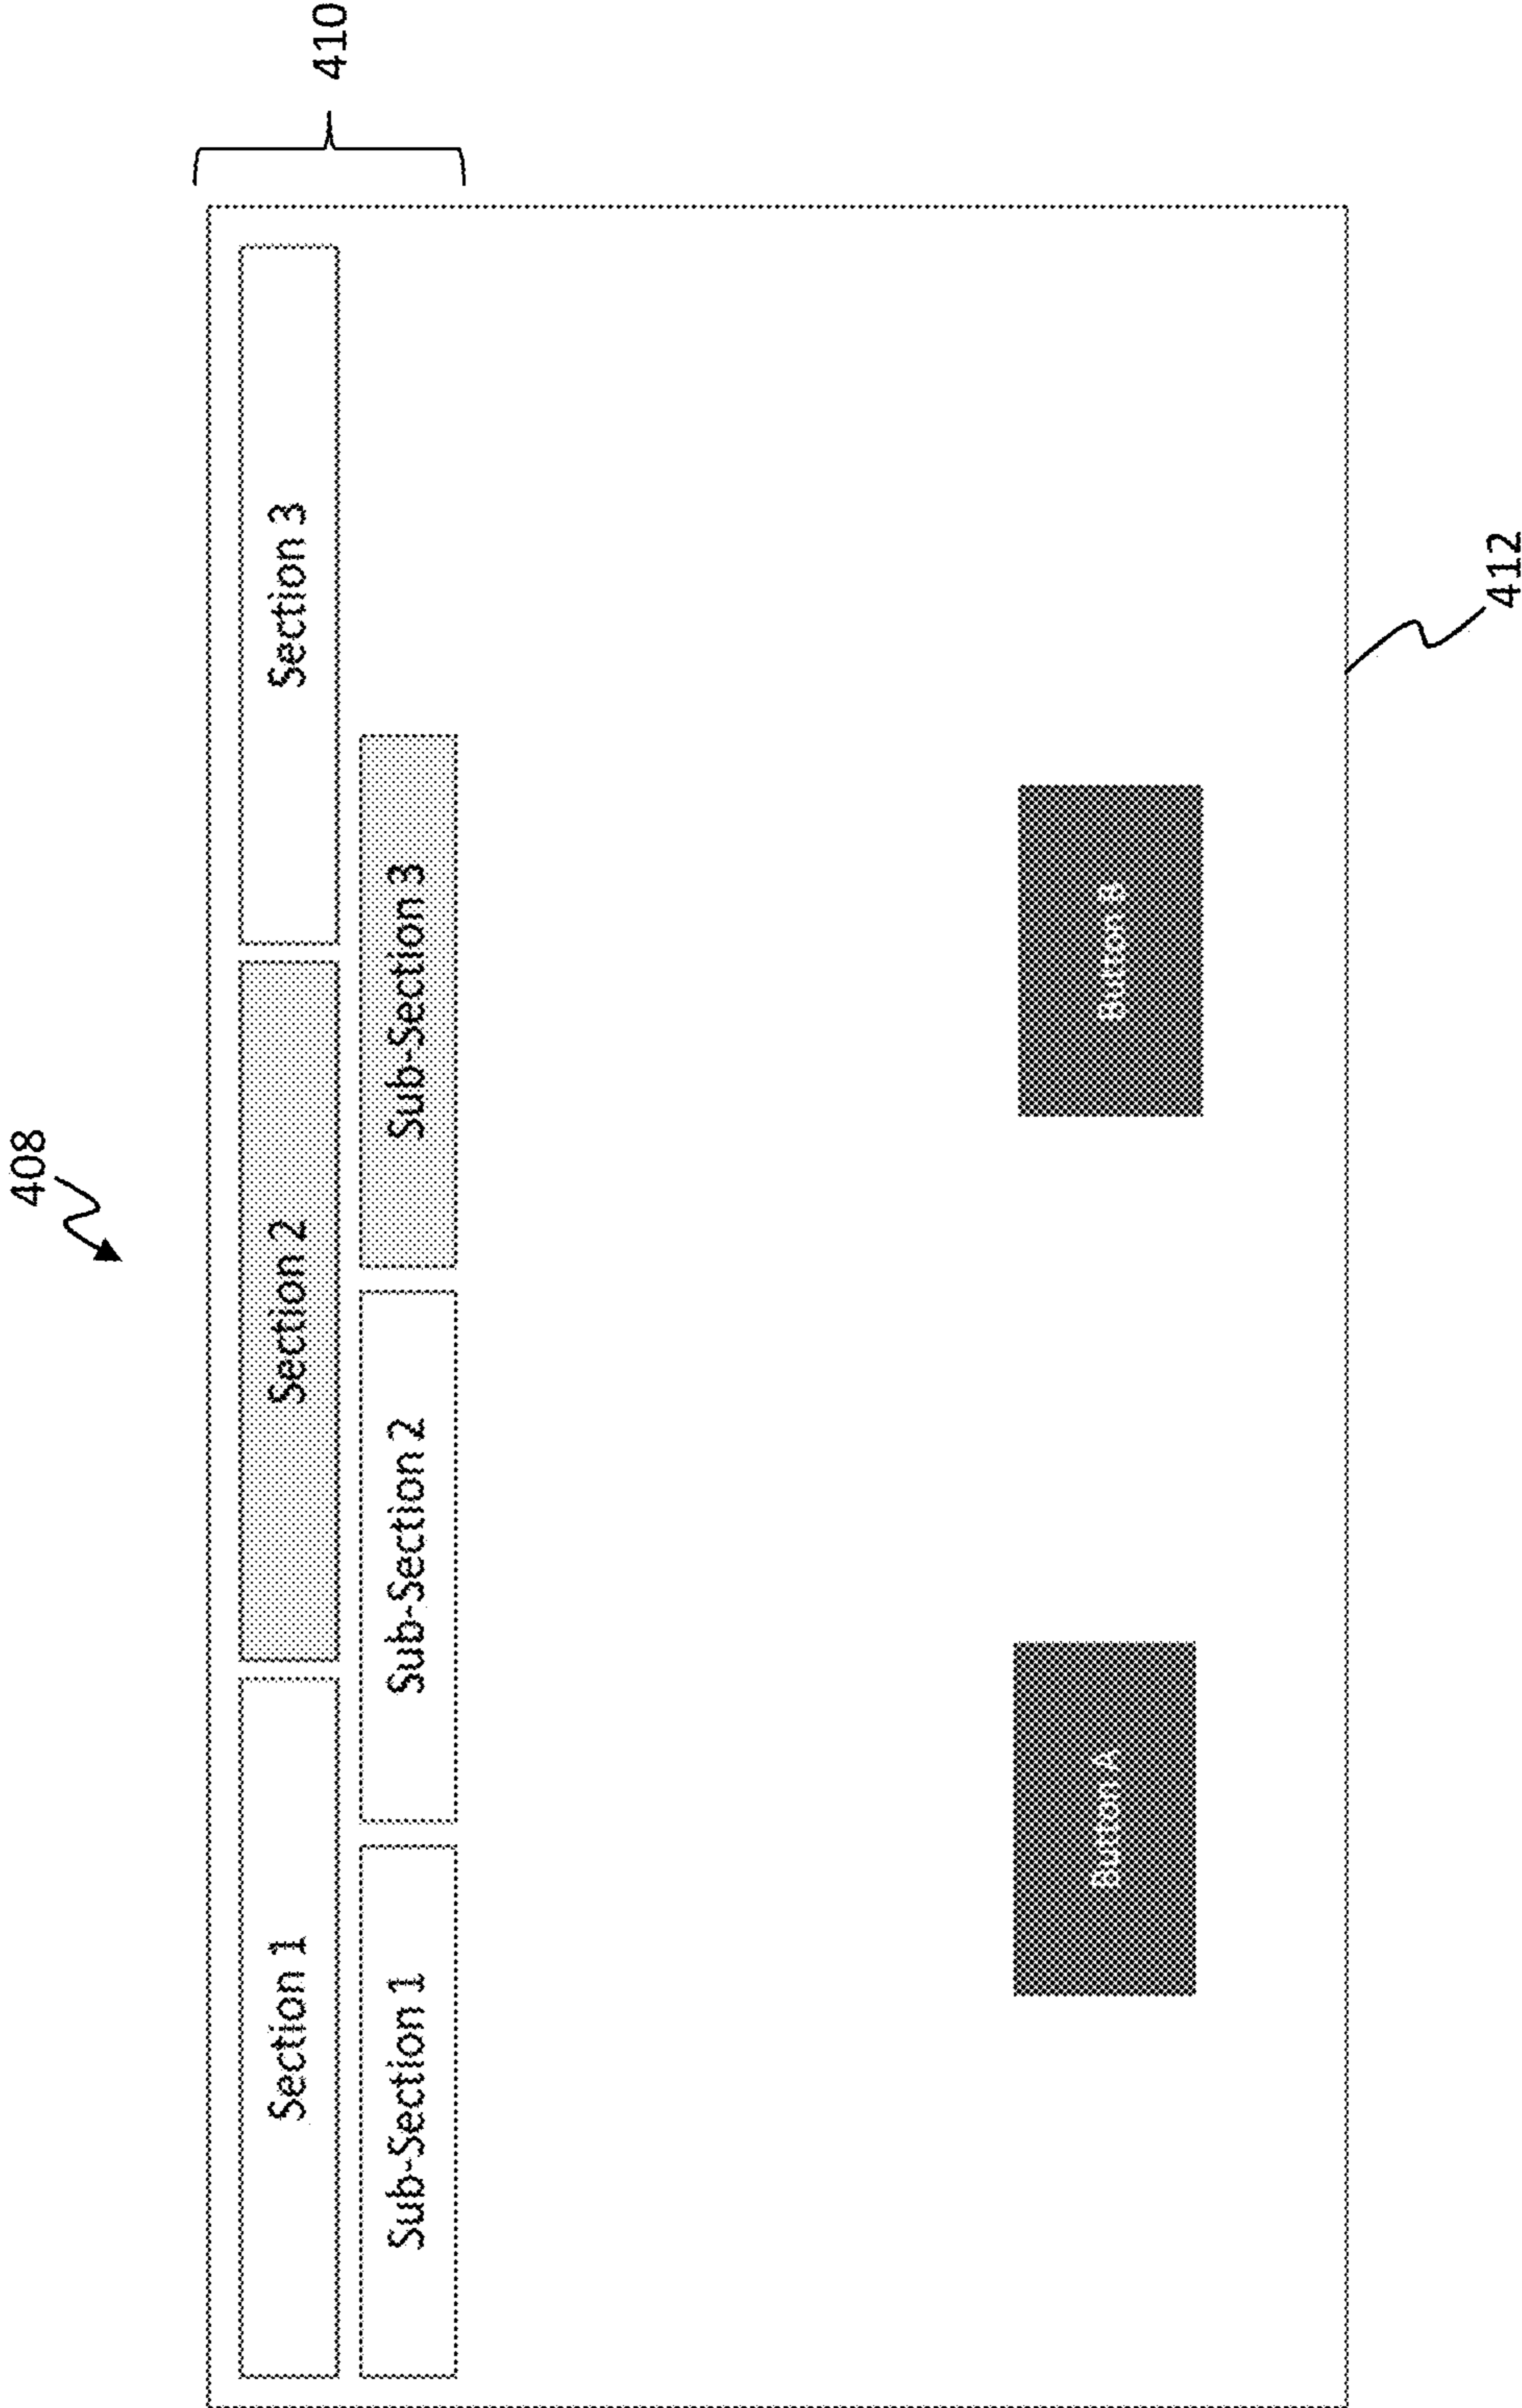 408
410
Section 1
Section 2
Section 3
Sub-Section 1
Sub-Section 2
Sub-Section 3
Button A
Button B
412